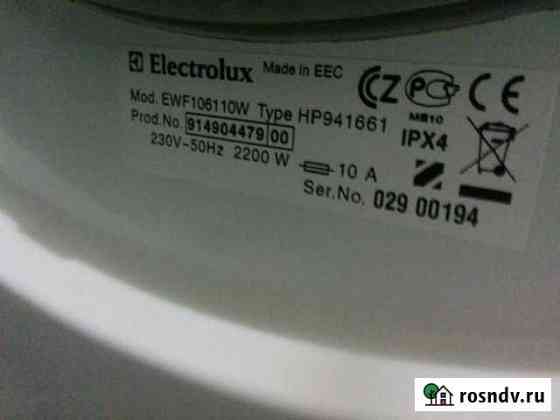 Electrolux Made in EEC
Mod. EWF106110W Type HP941661
Prod.No. 914904479 00 IPX4
230V~50Hz 2200 W 10 A
Ser.No. 029 00194
rosndv.ru